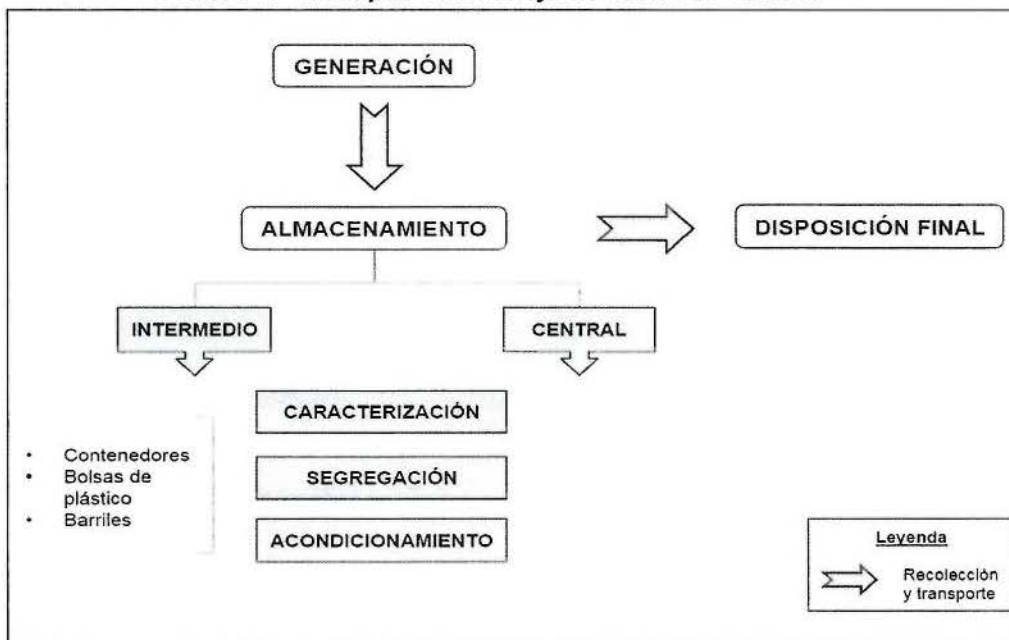 GENERACIÓN
ALMACENAMIENTO
DISPOSICIÓN FINAL
INTERMEDIO
CENTRAL
CARACTERIZACIÓN
SEGREGACIÓN
ACONDICIONAMIENTO
• Contenedores
• Bolsas de
plástico
• Barriles
Leyenda
Recolección
y transporte